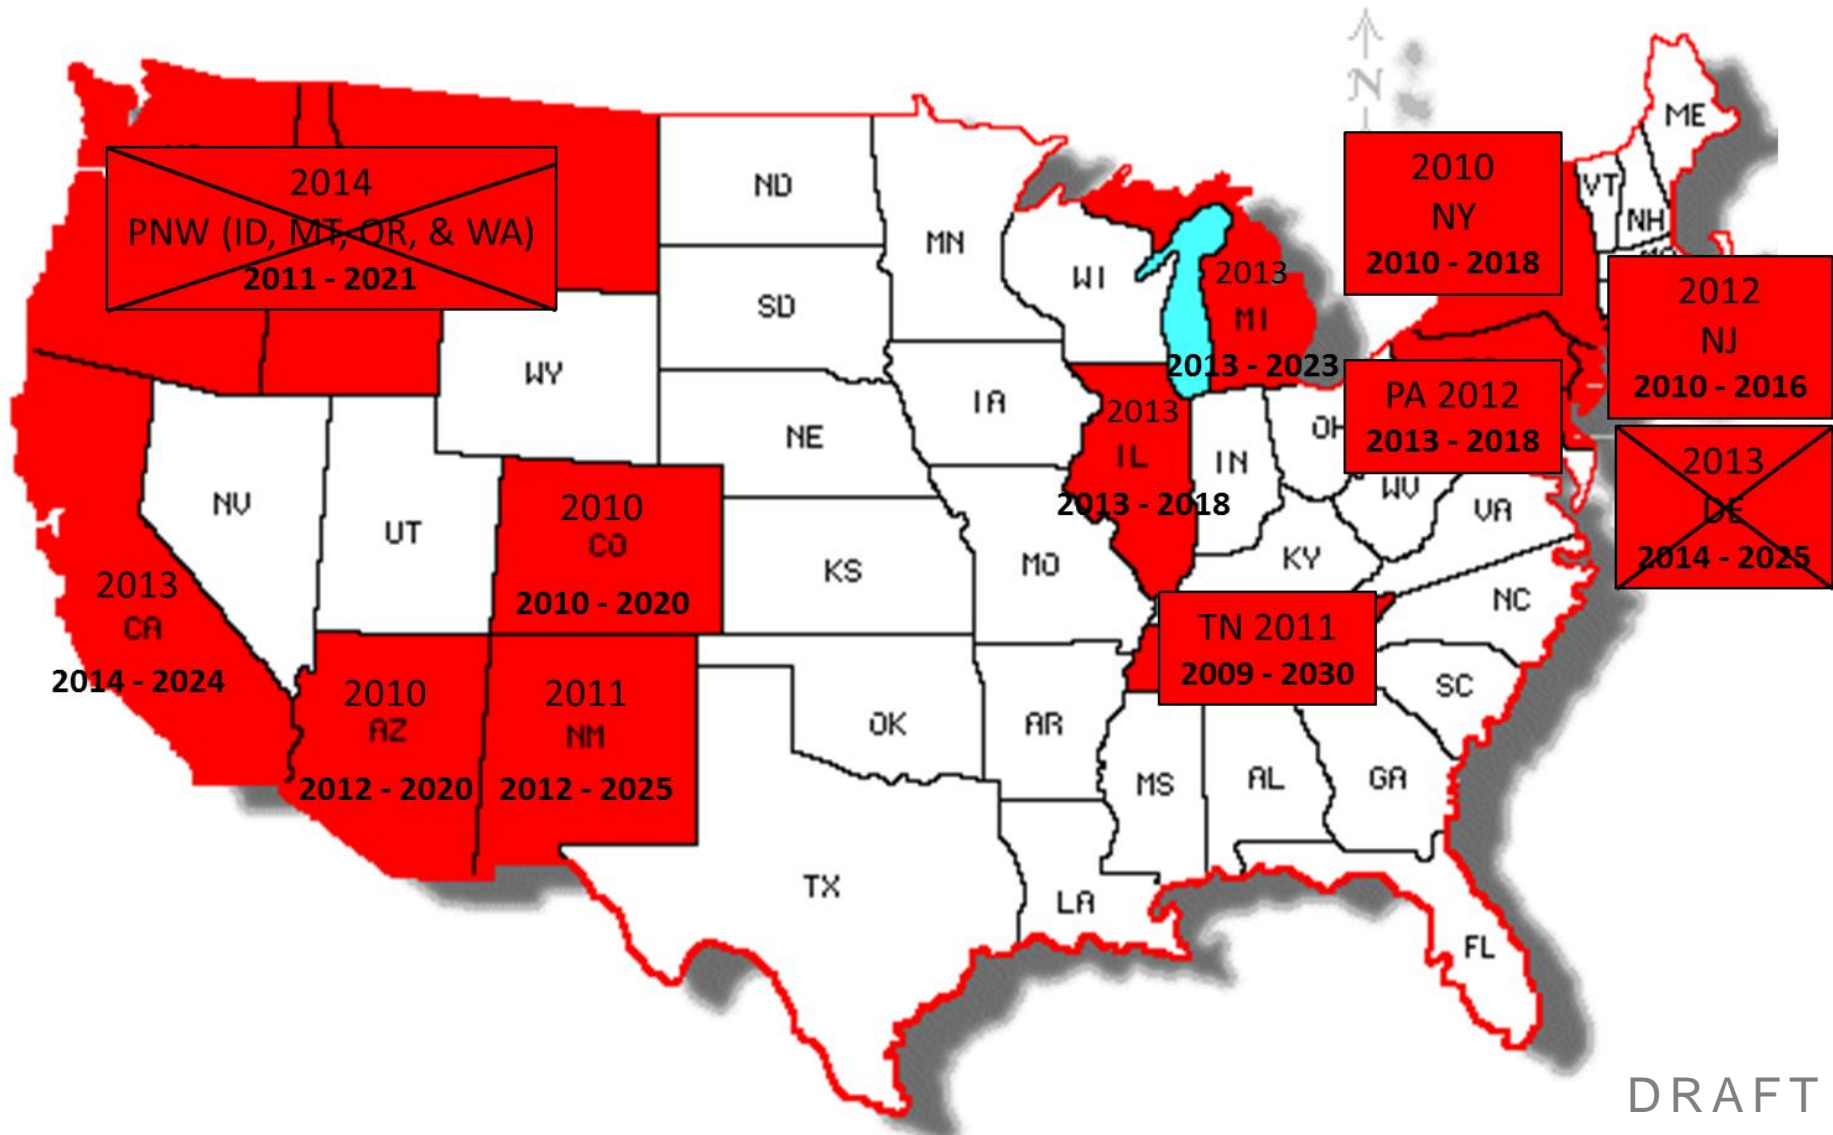 N
ME
2010
NY
2010 - 2018
VT
NH
2014
PNW (ID, MT, OR, & WA)
2011 - 2021
ND
MN
WI
2013
MI
2013 - 2023
2012
NJ
2010 - 2016
SD
WY
IA
PA 2012
2013 - 2018
NE
2013
IL
2013 - 2018
IN
OH
WV
VA
2013
DE
2014 - 2025
NV
UT
2010
CO
2010 - 2020
KS
MO
KY
NC
2013
CA
2014 - 2024
TN 2011
2009 - 2030
2010
AZ
2012 - 2020
2011
NM
2012 - 2025
OK
AR
SC
MS
AL
GA
TX
LA
FL
DRAFT